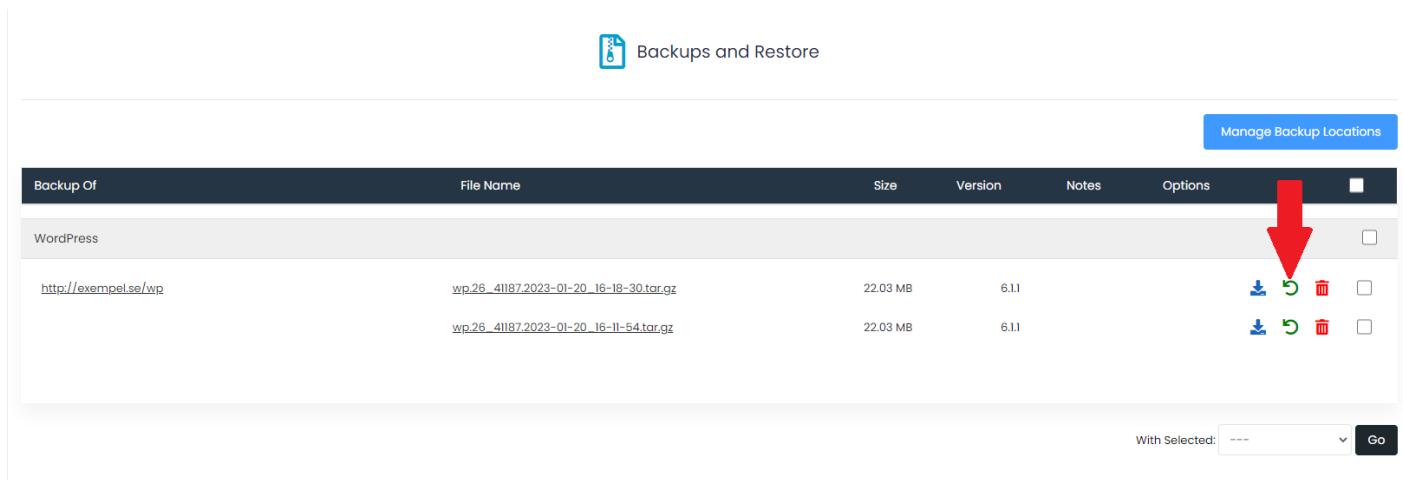 Backups and Restore
Manage Backup Locations
Backup Of File Name Size Version Notes Options
WordPress
http://exempel.se/wp wp.26_41187.2023-01-20_16-18-30.tar.gz 22.03 MB 6.1.1
wp.26_41187.2023-01-20_16-11-54.tar.gz 22.03 MB 6.1.1
With Selected: --- Go